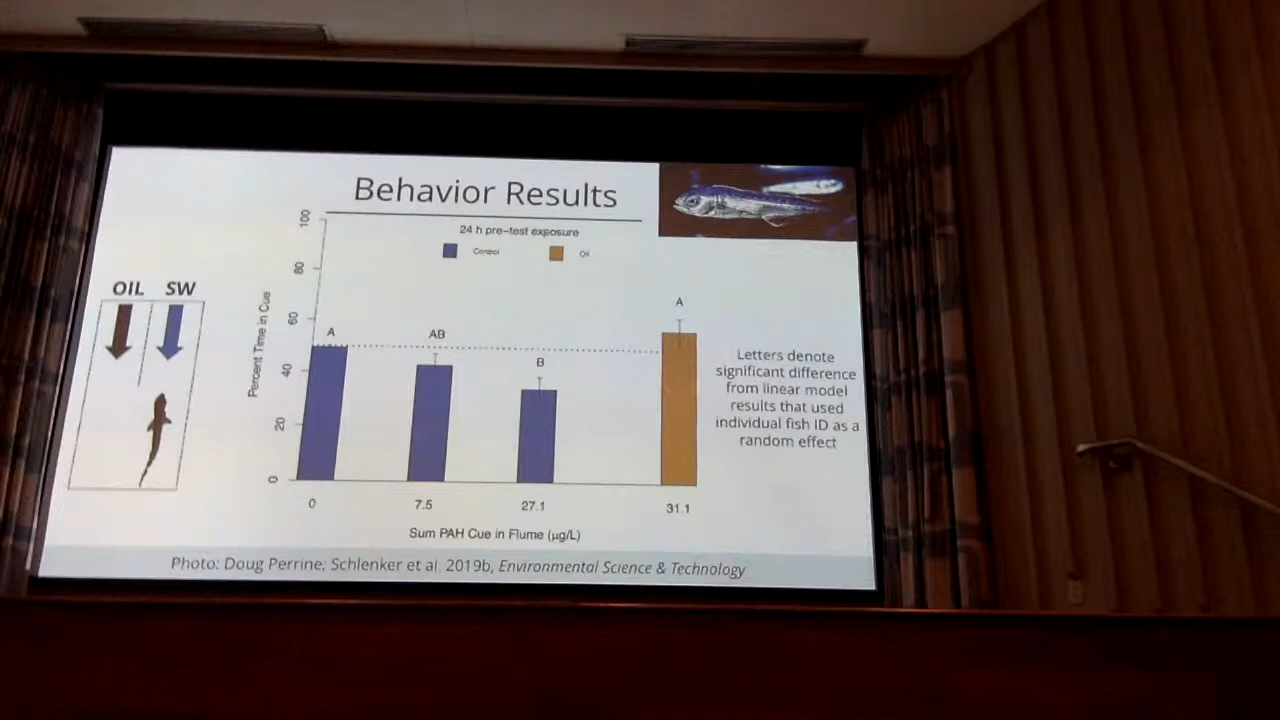 Behavior Results
24 h pre-test exposure
Control
Oil
OIL SW
Percent Time in Cue
100
80
60
40
20
0
A
AB
B
A
0
7.5
27.1
31.1
Sum PAH Cue in Flume (µg/L)
Letters denote
significant difference
from linear model
results that used
individual fish ID as a
random effect
Photo: Doug Perrine; Schlenker et al. 2019b, Environmental Science & Technology